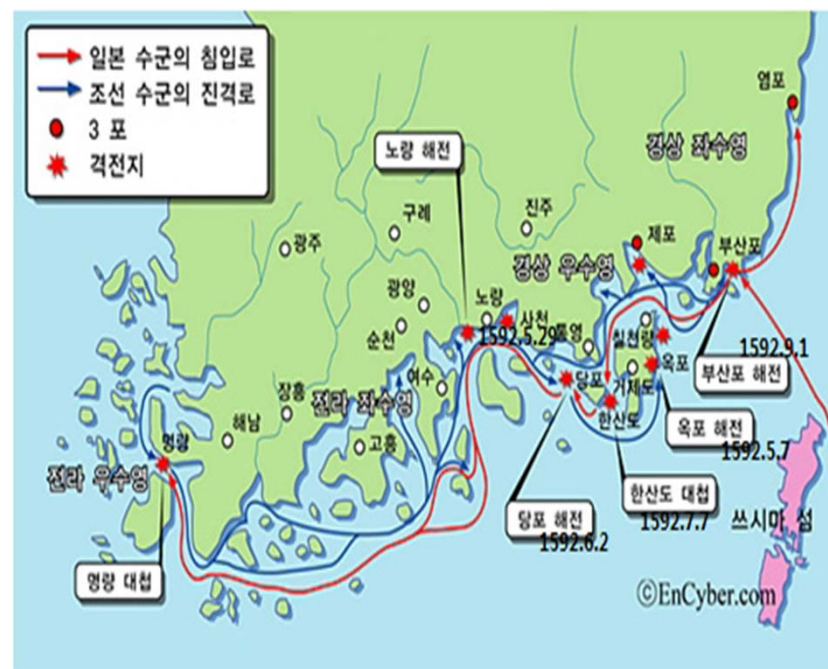 일본 수군의 침입로
조선 수군의 진격로
3 포
격전지
염포
경상 좌수영
노량 해전
구례
진주
제포
부산포
광주
경상 우수영
광양
노량
사천
순천
1592.5.29
통영
칠천량
1592.9.1
부산포 해전
여수
당포
거제도
옥포
장흥
전라 좌수영
한산도
해남
고흥
옥포 해전
명량
1592.5.7
전라 우수영
한산도 대첩
당포 해전
1592.7.7
쓰시마 섬
1592.6.2
명량 대첩
©EnCyber.com